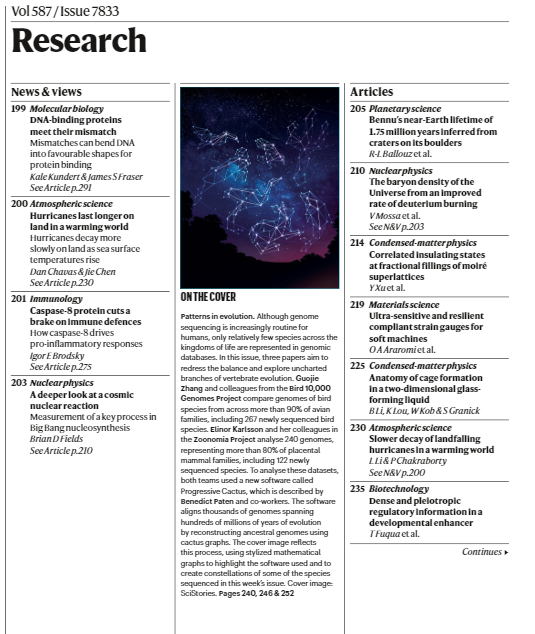 Vol 587 / Issue 7833
Research
News & views
199 Molecular biology
DNA-binding proteins
meet their mismatch
Mismatches can bend DNA
into favourable shapes for
protein binding
Kale Kundert & James S Fraser
See Article p.291
200 Atmospheric science
Hurricanes last longer on
land in a warming world
Hurricanes decay more
slowly on land as sea surface
temperatures rise
Dan Chavas & Jie Chen
See Article p.230
201 Immunology
Caspase-8 protein cuts a
brake on immune defences
How caspase-8 drives
pro-inflammatory responses
Igor E Brodsky
See Article p.275
203 Nuclear physics
A deeper look at a cosmic
nuclear reaction
Measurement of a key process in
Big Bang nucleosynthesis
Brian D Fields
See Article p.210
ON THE COVER
Patterns in evolution. Although genome
sequencing is increasingly routine for
humans, only relatively few species across the
kingdoms of life are represented in genomic
databases. In this issue, three papers aim to
redress the balance and explore uncharted
branches of vertebrate evolution. Guojie
Zhang and colleagues from the Bird 10,000
Genomes Project compare genomes of bird
species from across more than 90% of avian
families, including 267 newly sequenced bird
species. Elinor Karlsson and her colleagues in
the Zoonomia Project analyse 240 genomes,
representing more than 80% of placental
mammal families, including 122 newly
sequenced species. To analyse these datasets,
both teams used a new software called
Progressive Cactus, which is described by
Benedict Paten and co-workers. The software
aligns thousands of genomes spanning
hundreds of millions of years of evolution
by reconstructing ancestral genomes using
cactus graphs. The cover image reflects
this process, using stylized mathematical
graphs to highlight the software used and to
create constellations of some of the species
sequenced in this week's issue. Cover image:
SciStories. Pages 240, 246 & 252
Articles
205 Planetary science
Bennu's near-Earth lifetime of
1.75 million years inferred from
craters on its boulders
R-L Ballouz et al.
210 Nuclear physics
The baryon density of the
Universe from an improved
rate of deuterium burning
V Mossa et al.
See N&V p.203
214 Condensed-matter physics
Correlated insulating states
at fractional fillings of moiré
superlattices
Y Xu et al.
219 Materials science
Ultra-sensitive and resilient
compliant strain gauges for
soft machines
O A Araromi et al.
225 Condensed-matter physics
Anatomy of cage formation
in a two-dimensional glass-
forming liquid
B Li, K Lou, W Kob & S Granick
230 Atmospheric science
Slower decay of landfalling
hurricanes in a warming world
L Li & P Chakraborty
See N&V p.200
235 Biotechnology
Dense and pleiotropic
regulatory information in a
developmental enhancer
T Fuqua et al.
Continues ▸